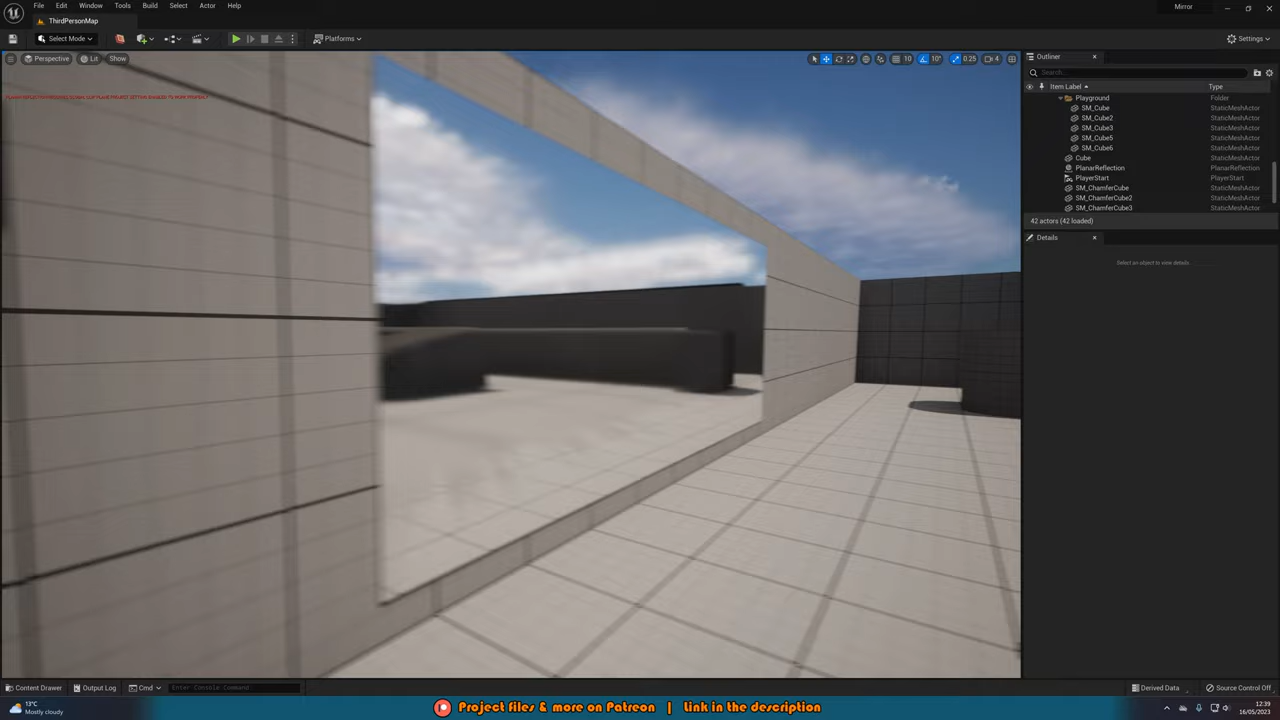 File Edit Window Tools Build Select Actor Help
Mirror
ThirdPersonMap
Select Mode
Platforms
Settings
Perspective Lit Show
10 10° 0.25 4
Outliner
Search...
Item Label Type
Playground Folder
SM_Cube StaticMeshActor
SM_Cube2 StaticMeshActor
SM_Cube3 StaticMeshActor
SM_Cube5 StaticMeshActor
SM_Cube6 StaticMeshActor
Cube StaticMeshActor
PlanarReflection PlanarReflection
PlayerStart PlayerStart
SM_ChamferCube StaticMeshActor
SM_ChamferCube2 StaticMeshActor
SM_ChamferCube3 StaticMeshActor
42 actors (42 loaded)
Details
Select an object to view details.
Content Drawer Output Log Cmd Enter Console Command
Derived Data Source Control Off
13°C
Mostly cloudy
Project files & more on Patreon | Link in the description
12:39
16/05/2023